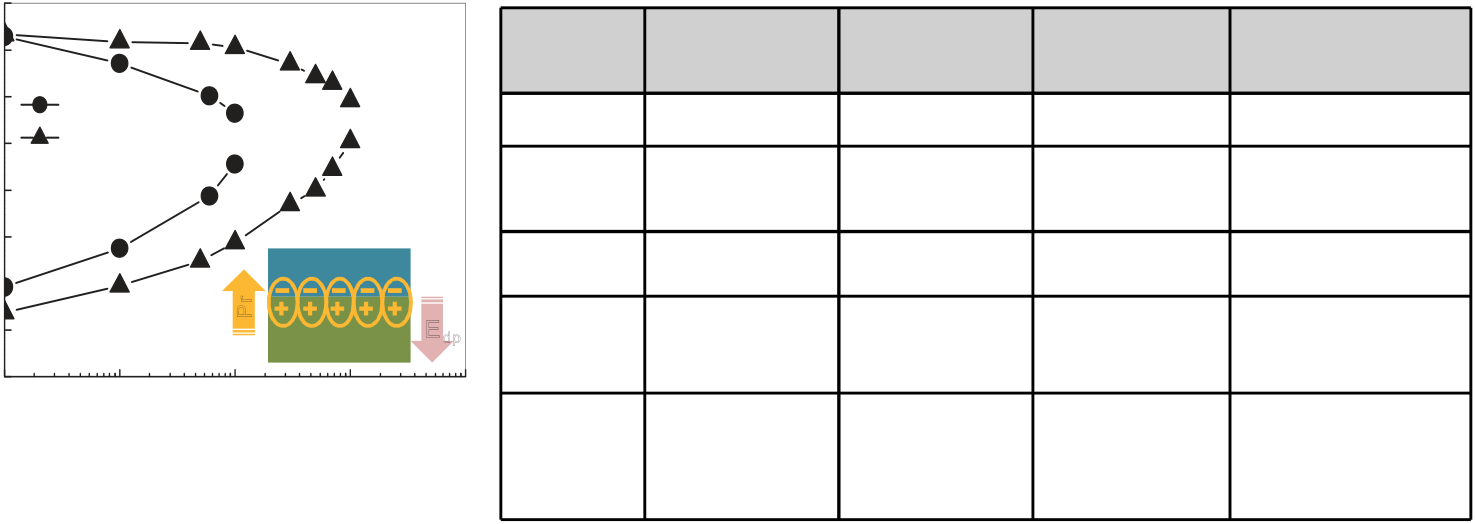 Pr
− − − − −
+ + + + +
Edp